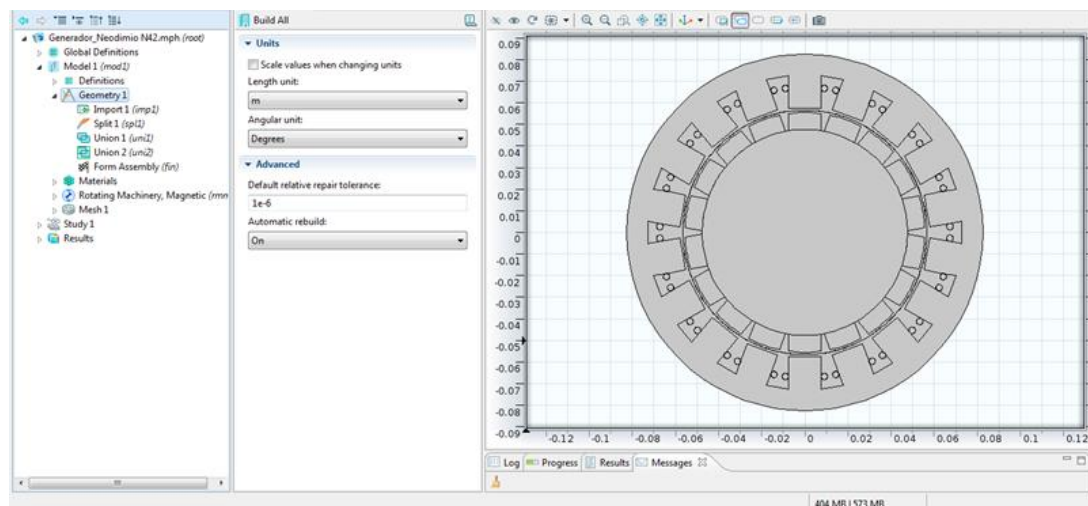 Generador_Neodimio N42.mph (root)
Global Definitions
Model 1 (mod1)
Definitions
Geometry 1
Import 1 (imp1)
Split 1 (spl1)
Union 1 (uni1)
Union 2 (uni2)
Form Assembly (fin)
Materials
Rotating Machinery, Magnetic (rmm
Mesh 1
Study 1
Results
Build All
Units
Scale values when changing units
Length unit:
m
Angular unit:
Degrees
Advanced
Default relative repair tolerance:
1e-6
Automatic rebuild:
On
0.09
0.08
0.07
0.06
0.05
0.04
0.03
0.02
0.01
0
-0.01
-0.02
-0.03
-0.04
-0.05
-0.06
-0.07
-0.08
-0.09
-0.12 -0.1 -0.08 -0.06 -0.04 -0.02 0 0.02 0.04 0.06 0.08 0.1 0.12
Log Progress Results Messages
404 MB | 573 MB